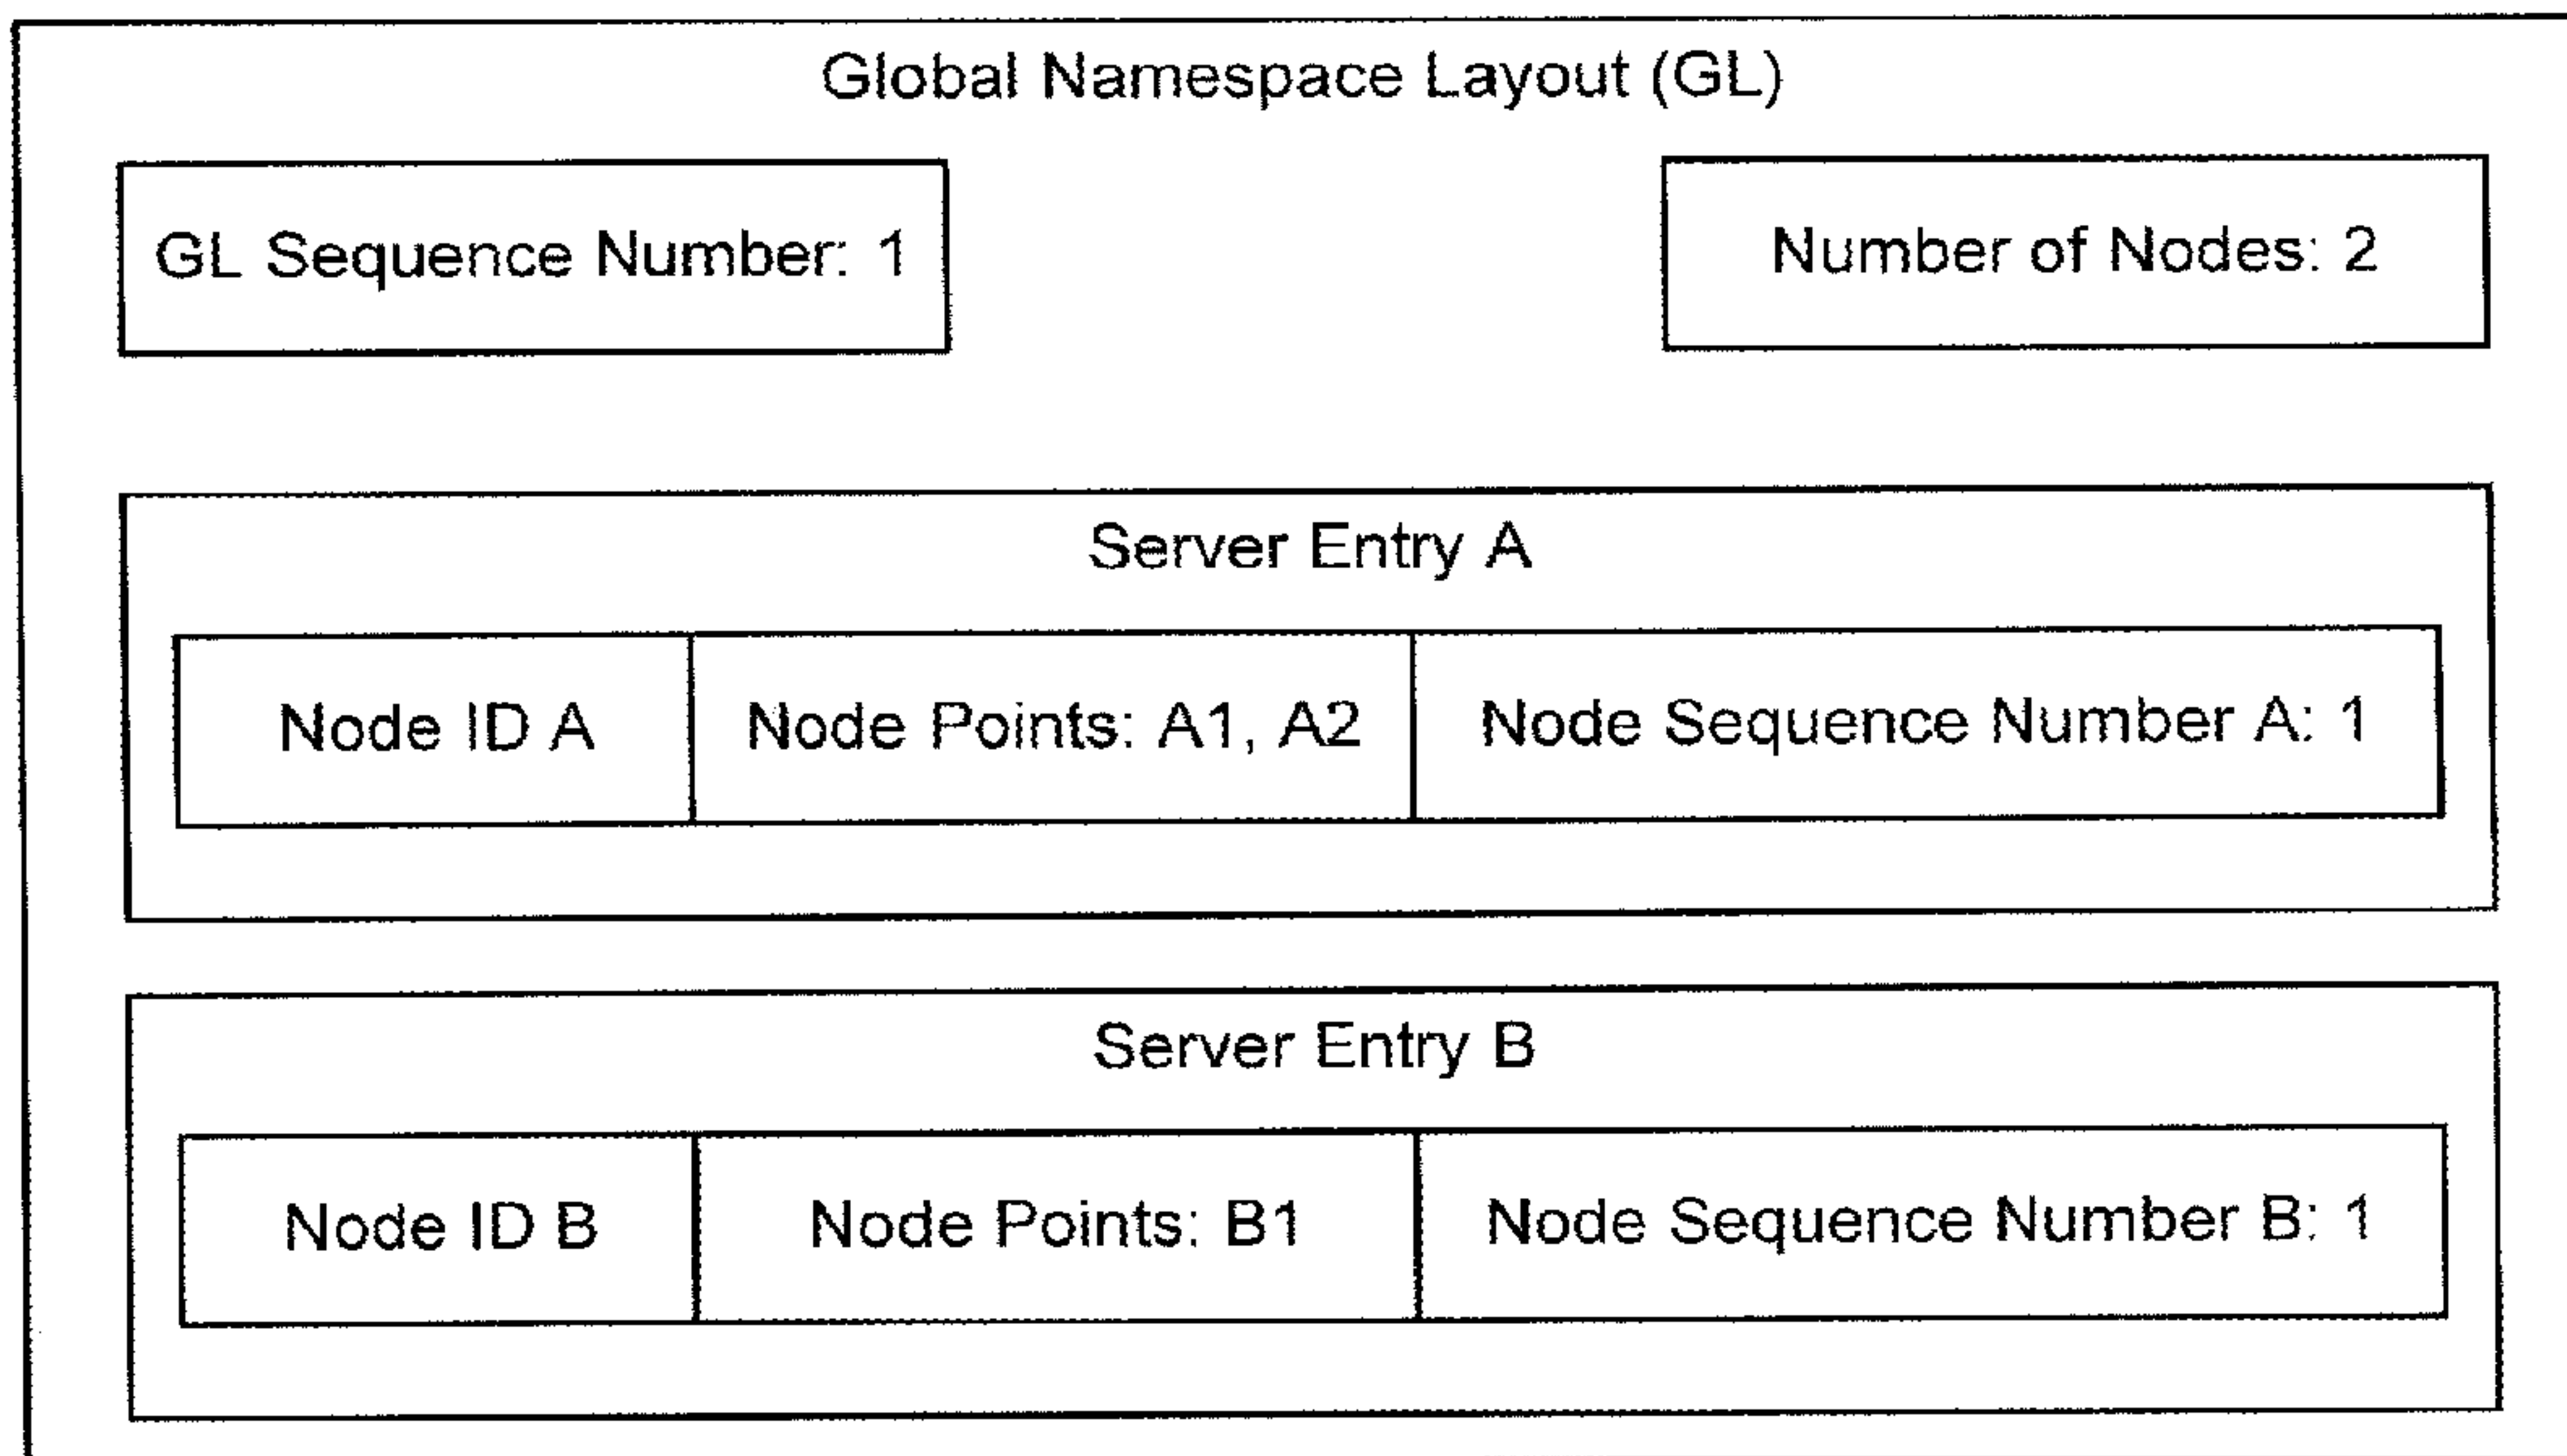 Global Namespace Layout (GL)
GL Sequence Number: 1
Number of Nodes: 2
Server Entry A
Node ID A
Node Points: A1, A2
Node Sequence Number A: 1
Server Entry B
Node ID B
Node Points: B1
Node Sequence Number B: 1